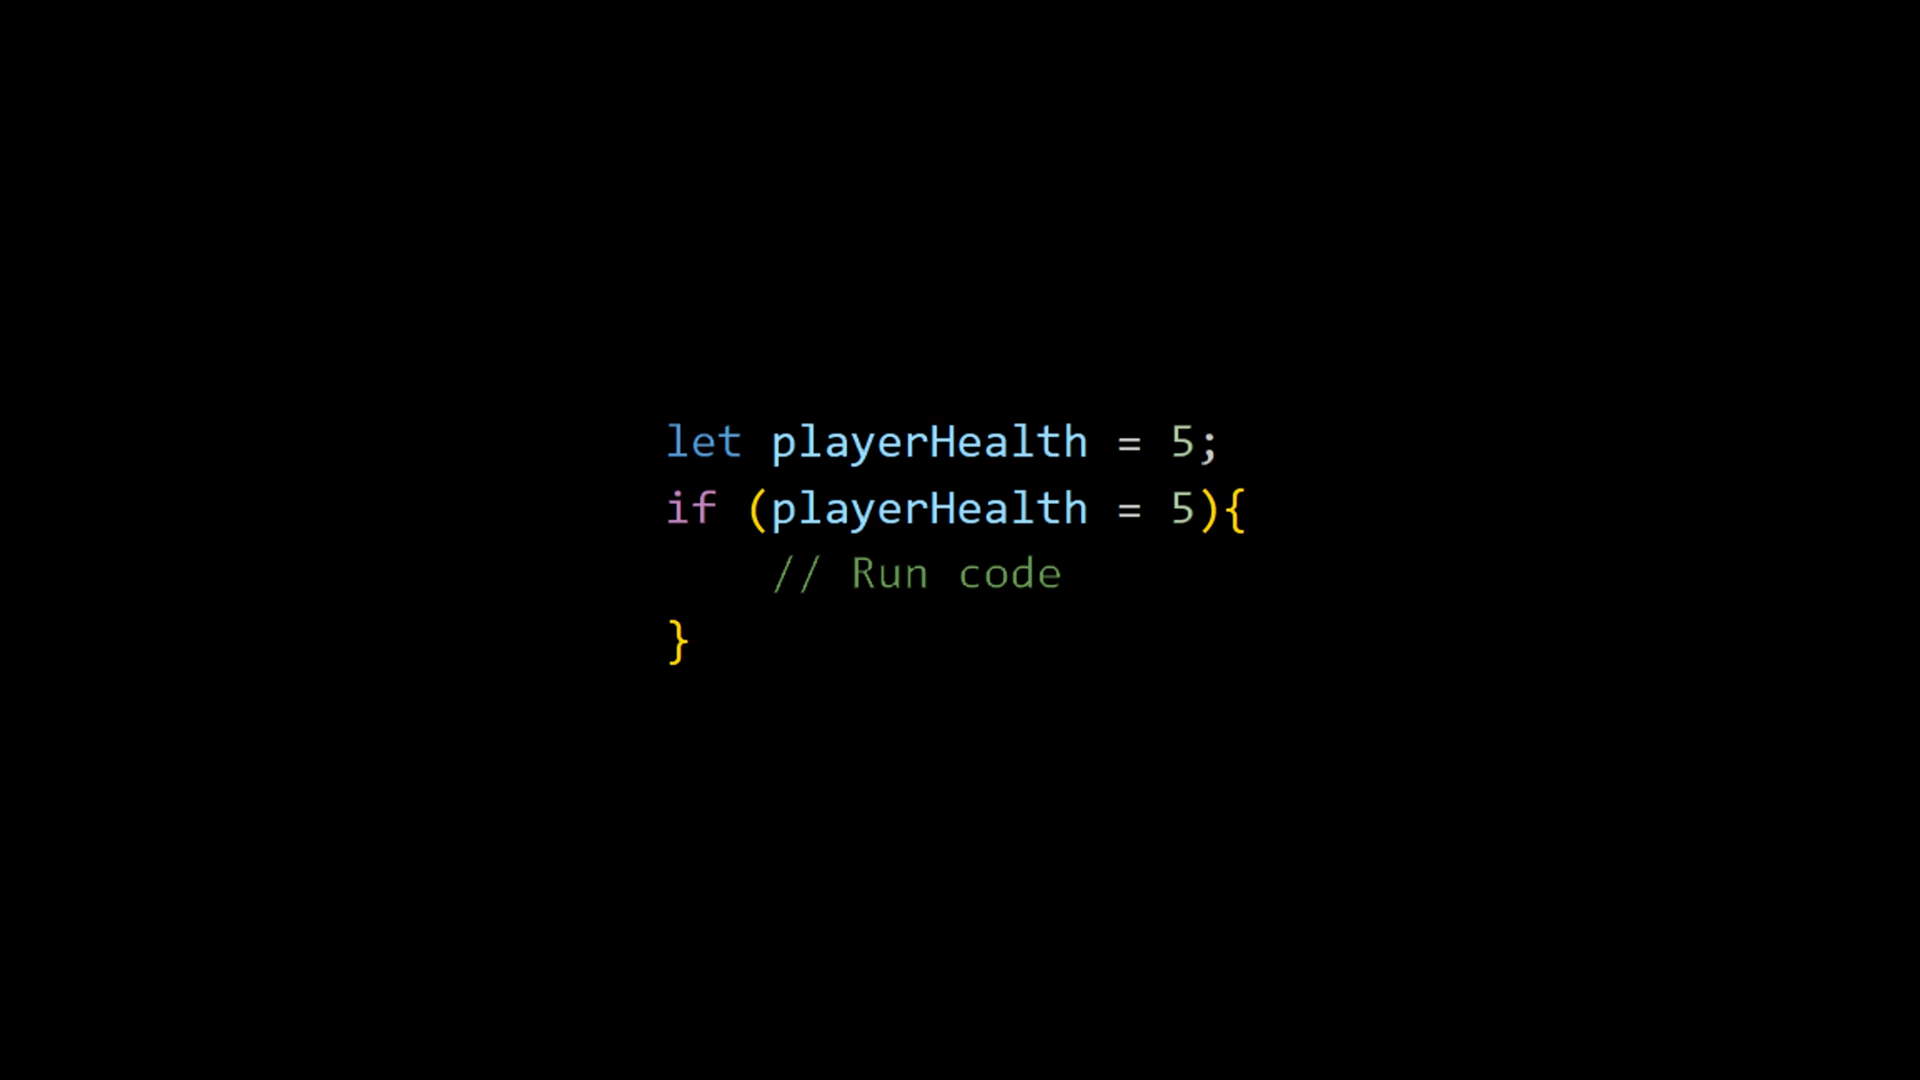 let playerHealth = 5;
if (playerHealth = 5){
    // Run code
}